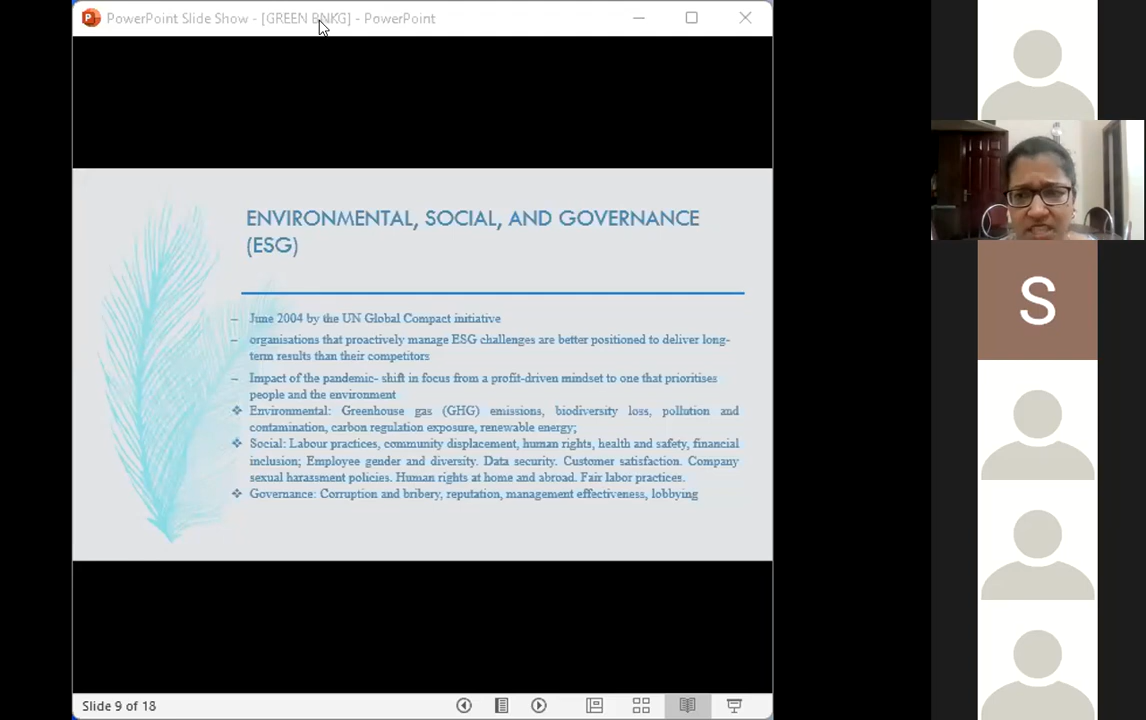 PowerPoint Slide Show - [GREEN BNKG] - PowerPoint
ENVIRONMENTAL, SOCIAL, AND GOVERNANCE
(ESG)
– June 2004 by the UN Global Compact initiative
– organisations that proactively manage ESG challenges are better positioned to deliver long-
term results than their competitors
– Impact of the pandemic- shift in focus from a profit-driven mindset to one that prioritises
people and the environment
❖ Environmental: Greenhouse gas (GHG) emissions, biodiversity loss, pollution and
contamination, carbon regulation exposure, renewable energy;
❖ Social: Labour practices, community displacement, human rights, health and safety, financial
inclusion; Employee gender and diversity. Data security. Customer satisfaction. Company
sexual harassment policies. Human rights at home and abroad. Fair labor practices.
❖ Governance: Corruption and bribery, reputation, management effectiveness, lobbying
Slide 9 of 18
S